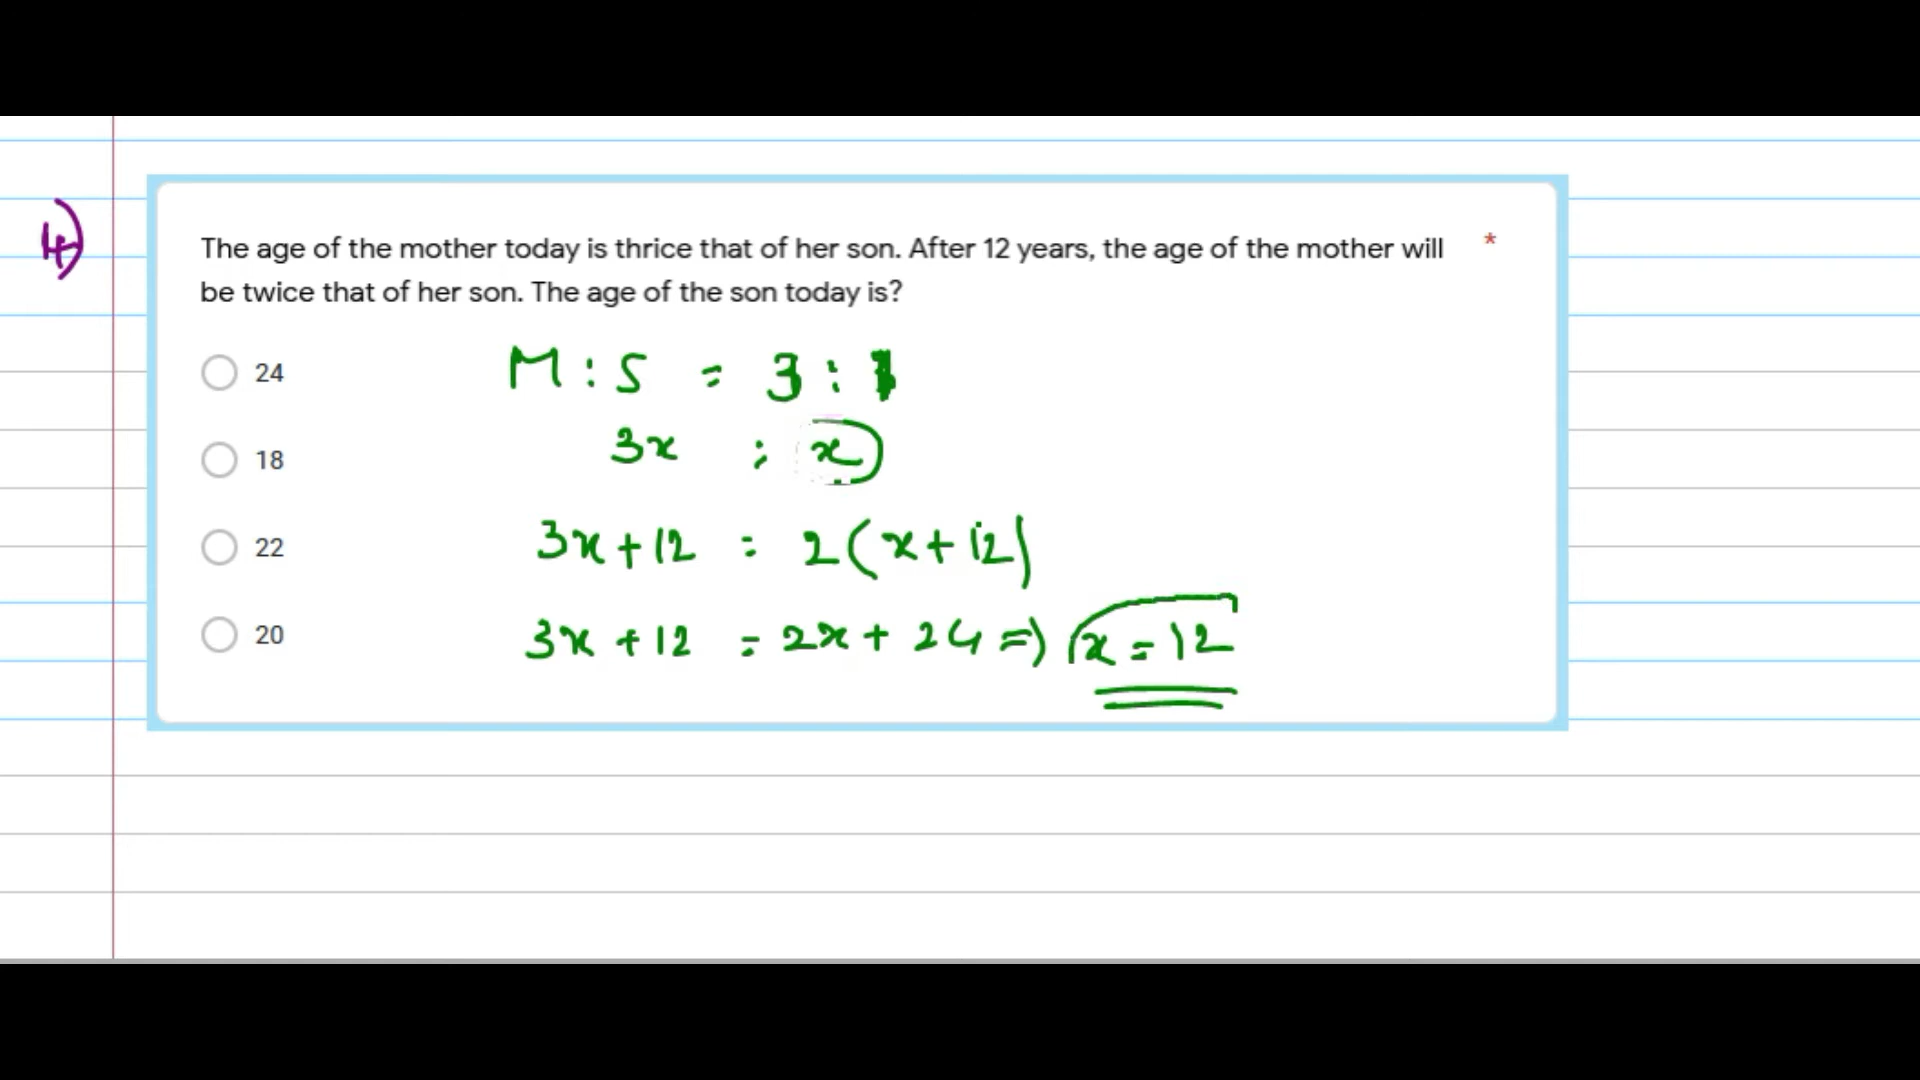 4)
The age of the mother today is thrice that of her son. After 12 years, the age of the mother will *
be twice that of her son. The age of the son today is?
24
M : S = 3 : 1
18
3x : x
22
3x + 12 = 2(x + 12)
20
3x + 12 = 2x + 24 => x = 12